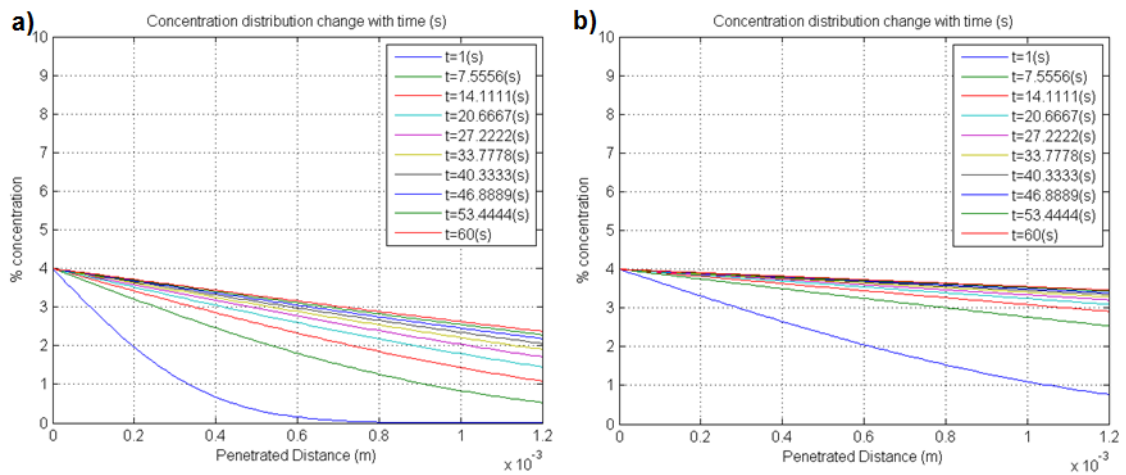 a)
Concentration distribution change with time (s)
10
9
8
7
6
5
4
3
2
1
0
% concentration
t=1(s)
t=7.5556(s)
t=14.1111(s)
t=20.6667(s)
t=27.2222(s)
t=33.7778(s)
t=40.3333(s)
t=46.8889(s)
t=53.4444(s)
t=60(s)
0 0.2 0.4 0.6 0.8 1 1.2
Penetrated Distance (m)
x 10^-3
b)
Concentration distribution change with time (s)
10
9
8
7
6
5
4
3
2
1
0
% concentration
t=1(s)
t=7.5556(s)
t=14.1111(s)
t=20.6667(s)
t=27.2222(s)
t=33.7778(s)
t=40.3333(s)
t=46.8889(s)
t=53.4444(s)
t=60(s)
0 0.2 0.4 0.6 0.8 1 1.2
Penetrated Distance (m)
x 10^-3